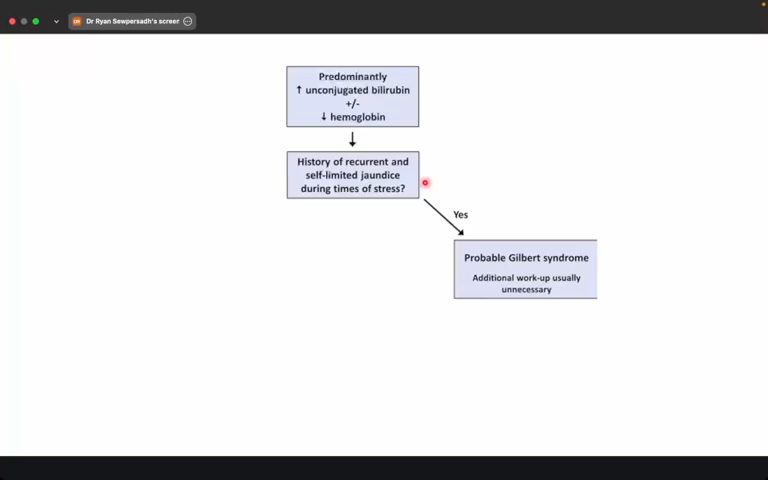 DR Dr Ryan Sewpersadh's screen
Predominantly
↑ unconjugated bilirubin
+/-
↓ hemoglobin
History of recurrent and
self-limited jaundice
during times of stress?
Yes
Probable Gilbert syndrome
Additional work-up usually
unnecessary